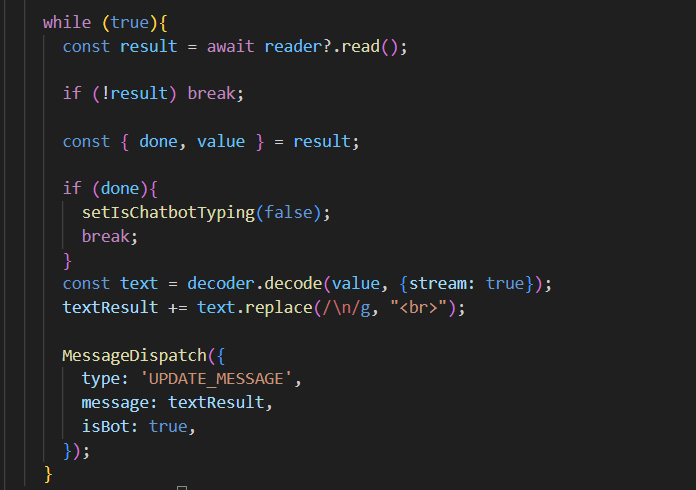 while (true){
const result = await reader?.read();
if (!result) break;
const { done, value } = result;
if (done){
setIsChatbotTyping(false);
break;
}
const text = decoder.decode(value, {stream: true});
textResult += text.replace(/\n/g, "<br>");
MessageDispatch({
type: 'UPDATE_MESSAGE',
message: textResult,
isBot: true,
});
}